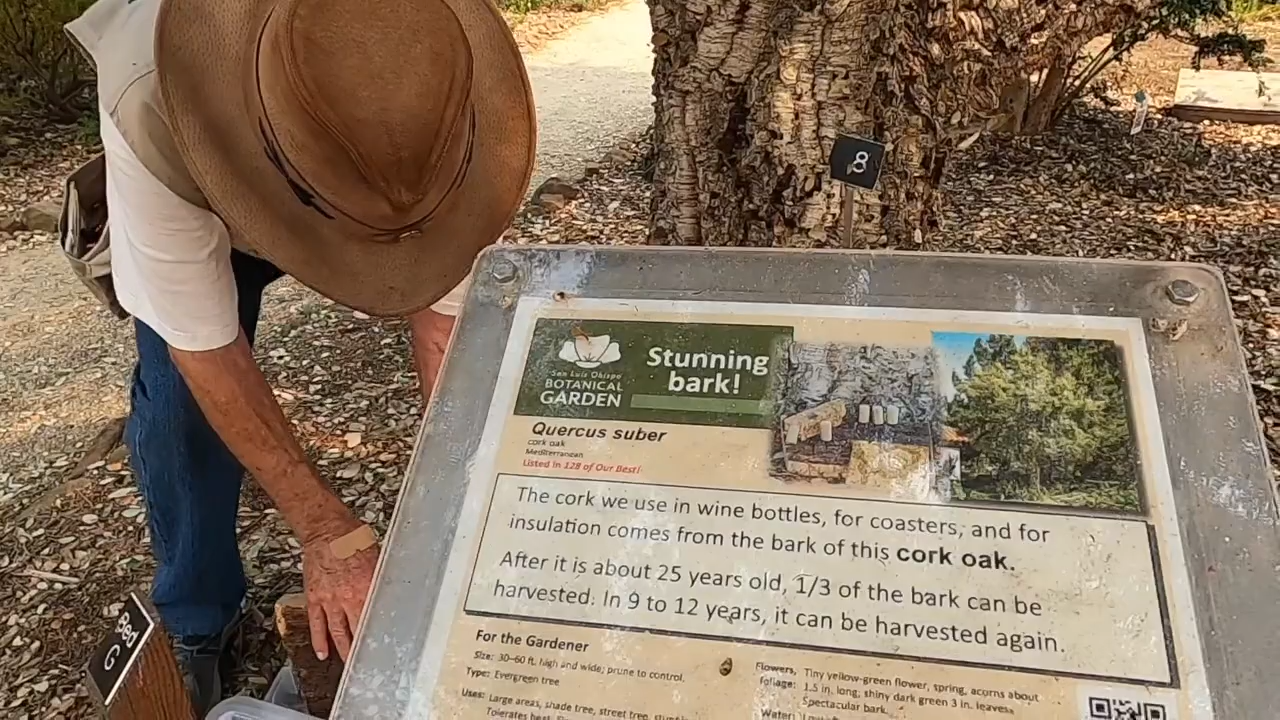 8
San Luis Obispo
BOTANICAL
GARDEN
Stunning
bark!
Quercus suber
cork oak
Mediterranean
Listed in 128 of Our Best!
The cork we use in wine bottles, for coasters, and for
insulation comes from the bark of this cork oak.
After it is about 25 years old, 1/3 of the bark can be
harvested. In 9 to 12 years, it can be harvested again.
For the Gardener
Size: 30-60 ft. high and wide; prune to control.
Type: Evergreen tree
Uses: Large areas, shade tree, street tree,
Tolerates heat.
Flowers, Tiny yellow-green flower, spring, acorns about
foliage: 1.5 in. long; shiny dark green 3 in. leaves.
Spectacular bark.
Water:
Bed
G